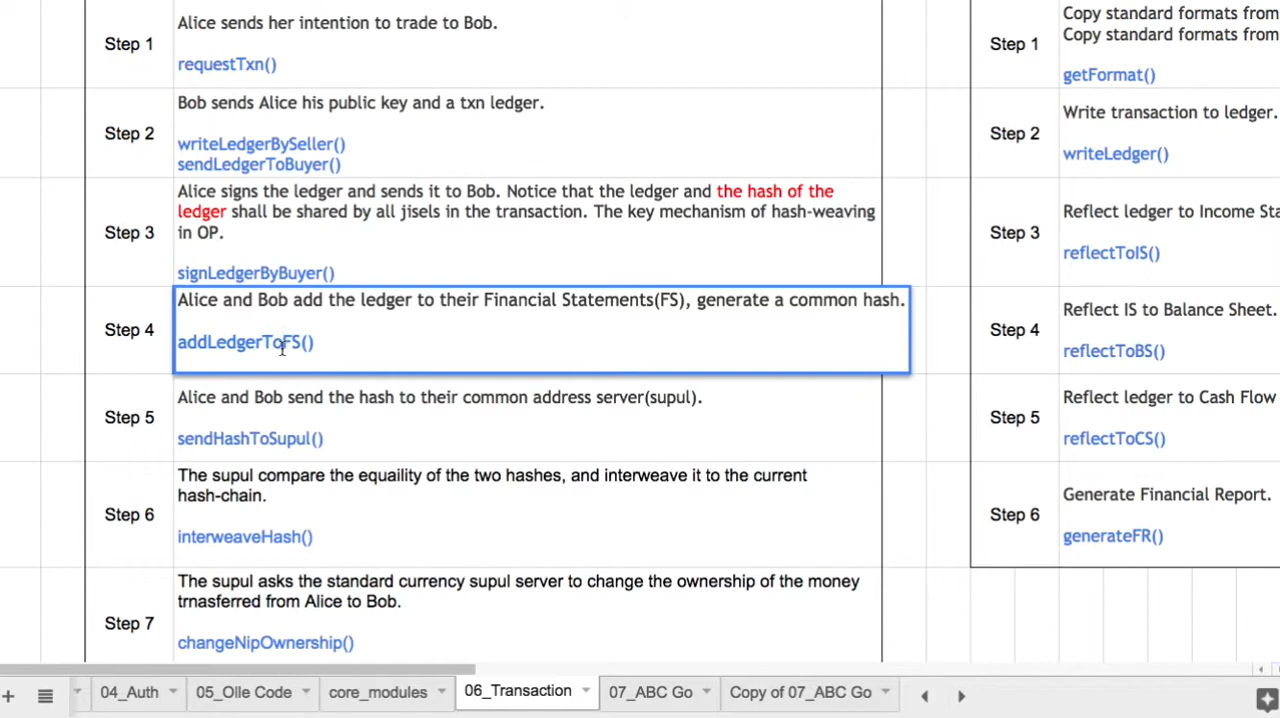 Step 1
Alice sends her intention to trade to Bob.
requestTxn()
Step 2
Bob sends Alice his public key and a txn ledger.
writeLedgerBySeller()
sendLedgerToBuyer()
Step 3
Alice signs the ledger and sends it to Bob. Notice that the ledger and the hash of the
ledger shall be shared by all jisels in the transaction. The key mechanism of hash-weaving
in OP.
signLedgerByBuyer()
Step 4
Alice and Bob add the ledger to their Financial Statements(FS), generate a common hash.
addLedgerToFS()
Step 5
Alice and Bob send the hash to their common address server(supul).
sendHashToSupul()
Step 6
The supul compare the equaility of the two hashes, and interweave it to the current
hash-chain.
interweaveHash()
Step 7
The supul asks the standard currency supul server to change the ownership of the money
trnasferred from Alice to Bob.
changeNipOwnership()
Step 1
Copy standard formats from
Copy standard formats from
getFormat()
Step 2
Write transaction to ledger.
writeLedger()
Step 3
Reflect ledger to Income Sta
reflectToIS()
Step 4
Reflect IS to Balance Sheet.
reflectToBS()
Step 5
Reflect ledger to Cash Flow
reflectToCS()
Step 6
Generate Financial Report.
generateFR()
04_Auth 05_Olle Code core_modules 06_Transaction 07_ABC Go Copy of 07_ABC Go